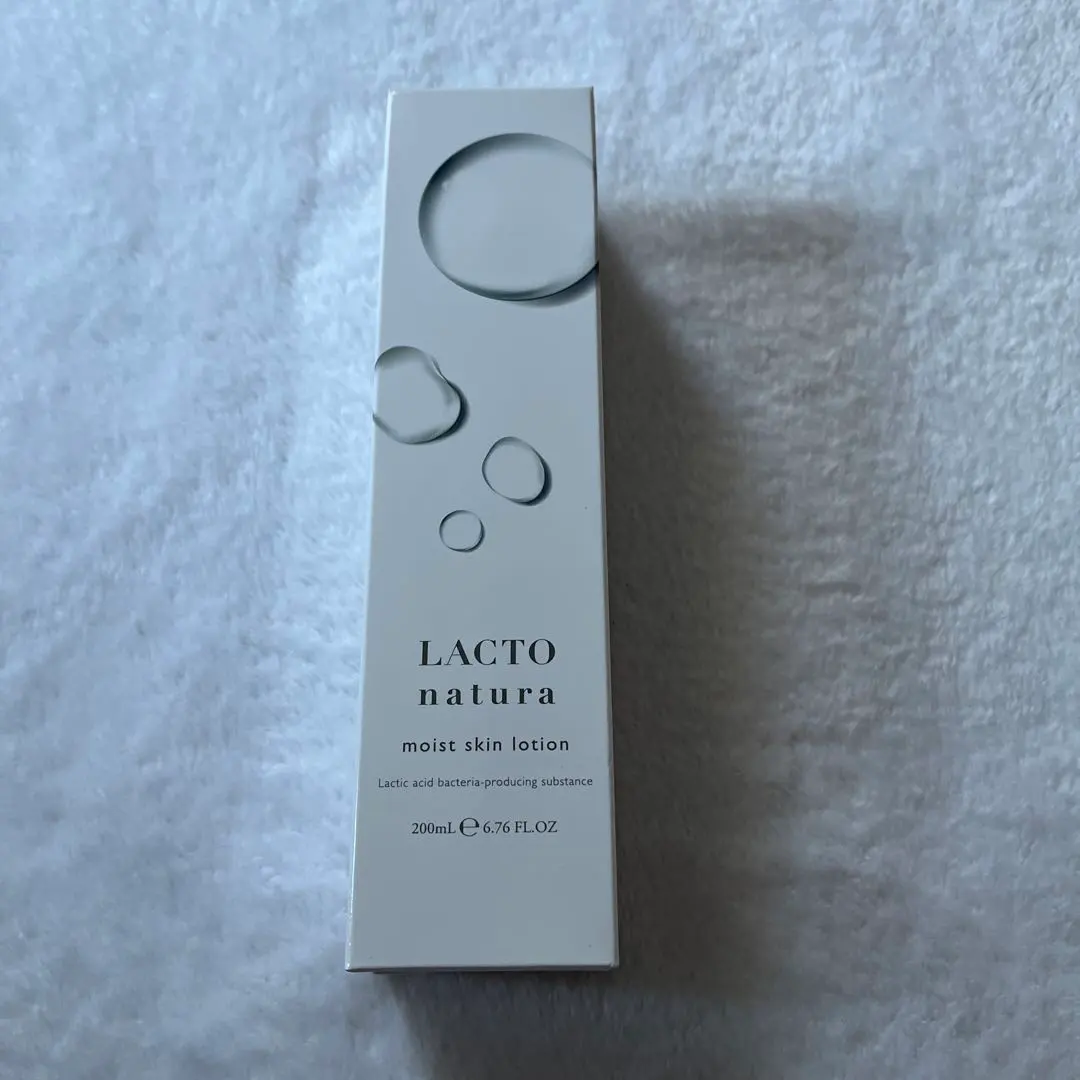 LACTO
natura
moist skin lotion
Lactic acid bacteria-producing substance
200mL ℮ 6.76 FL.OZ